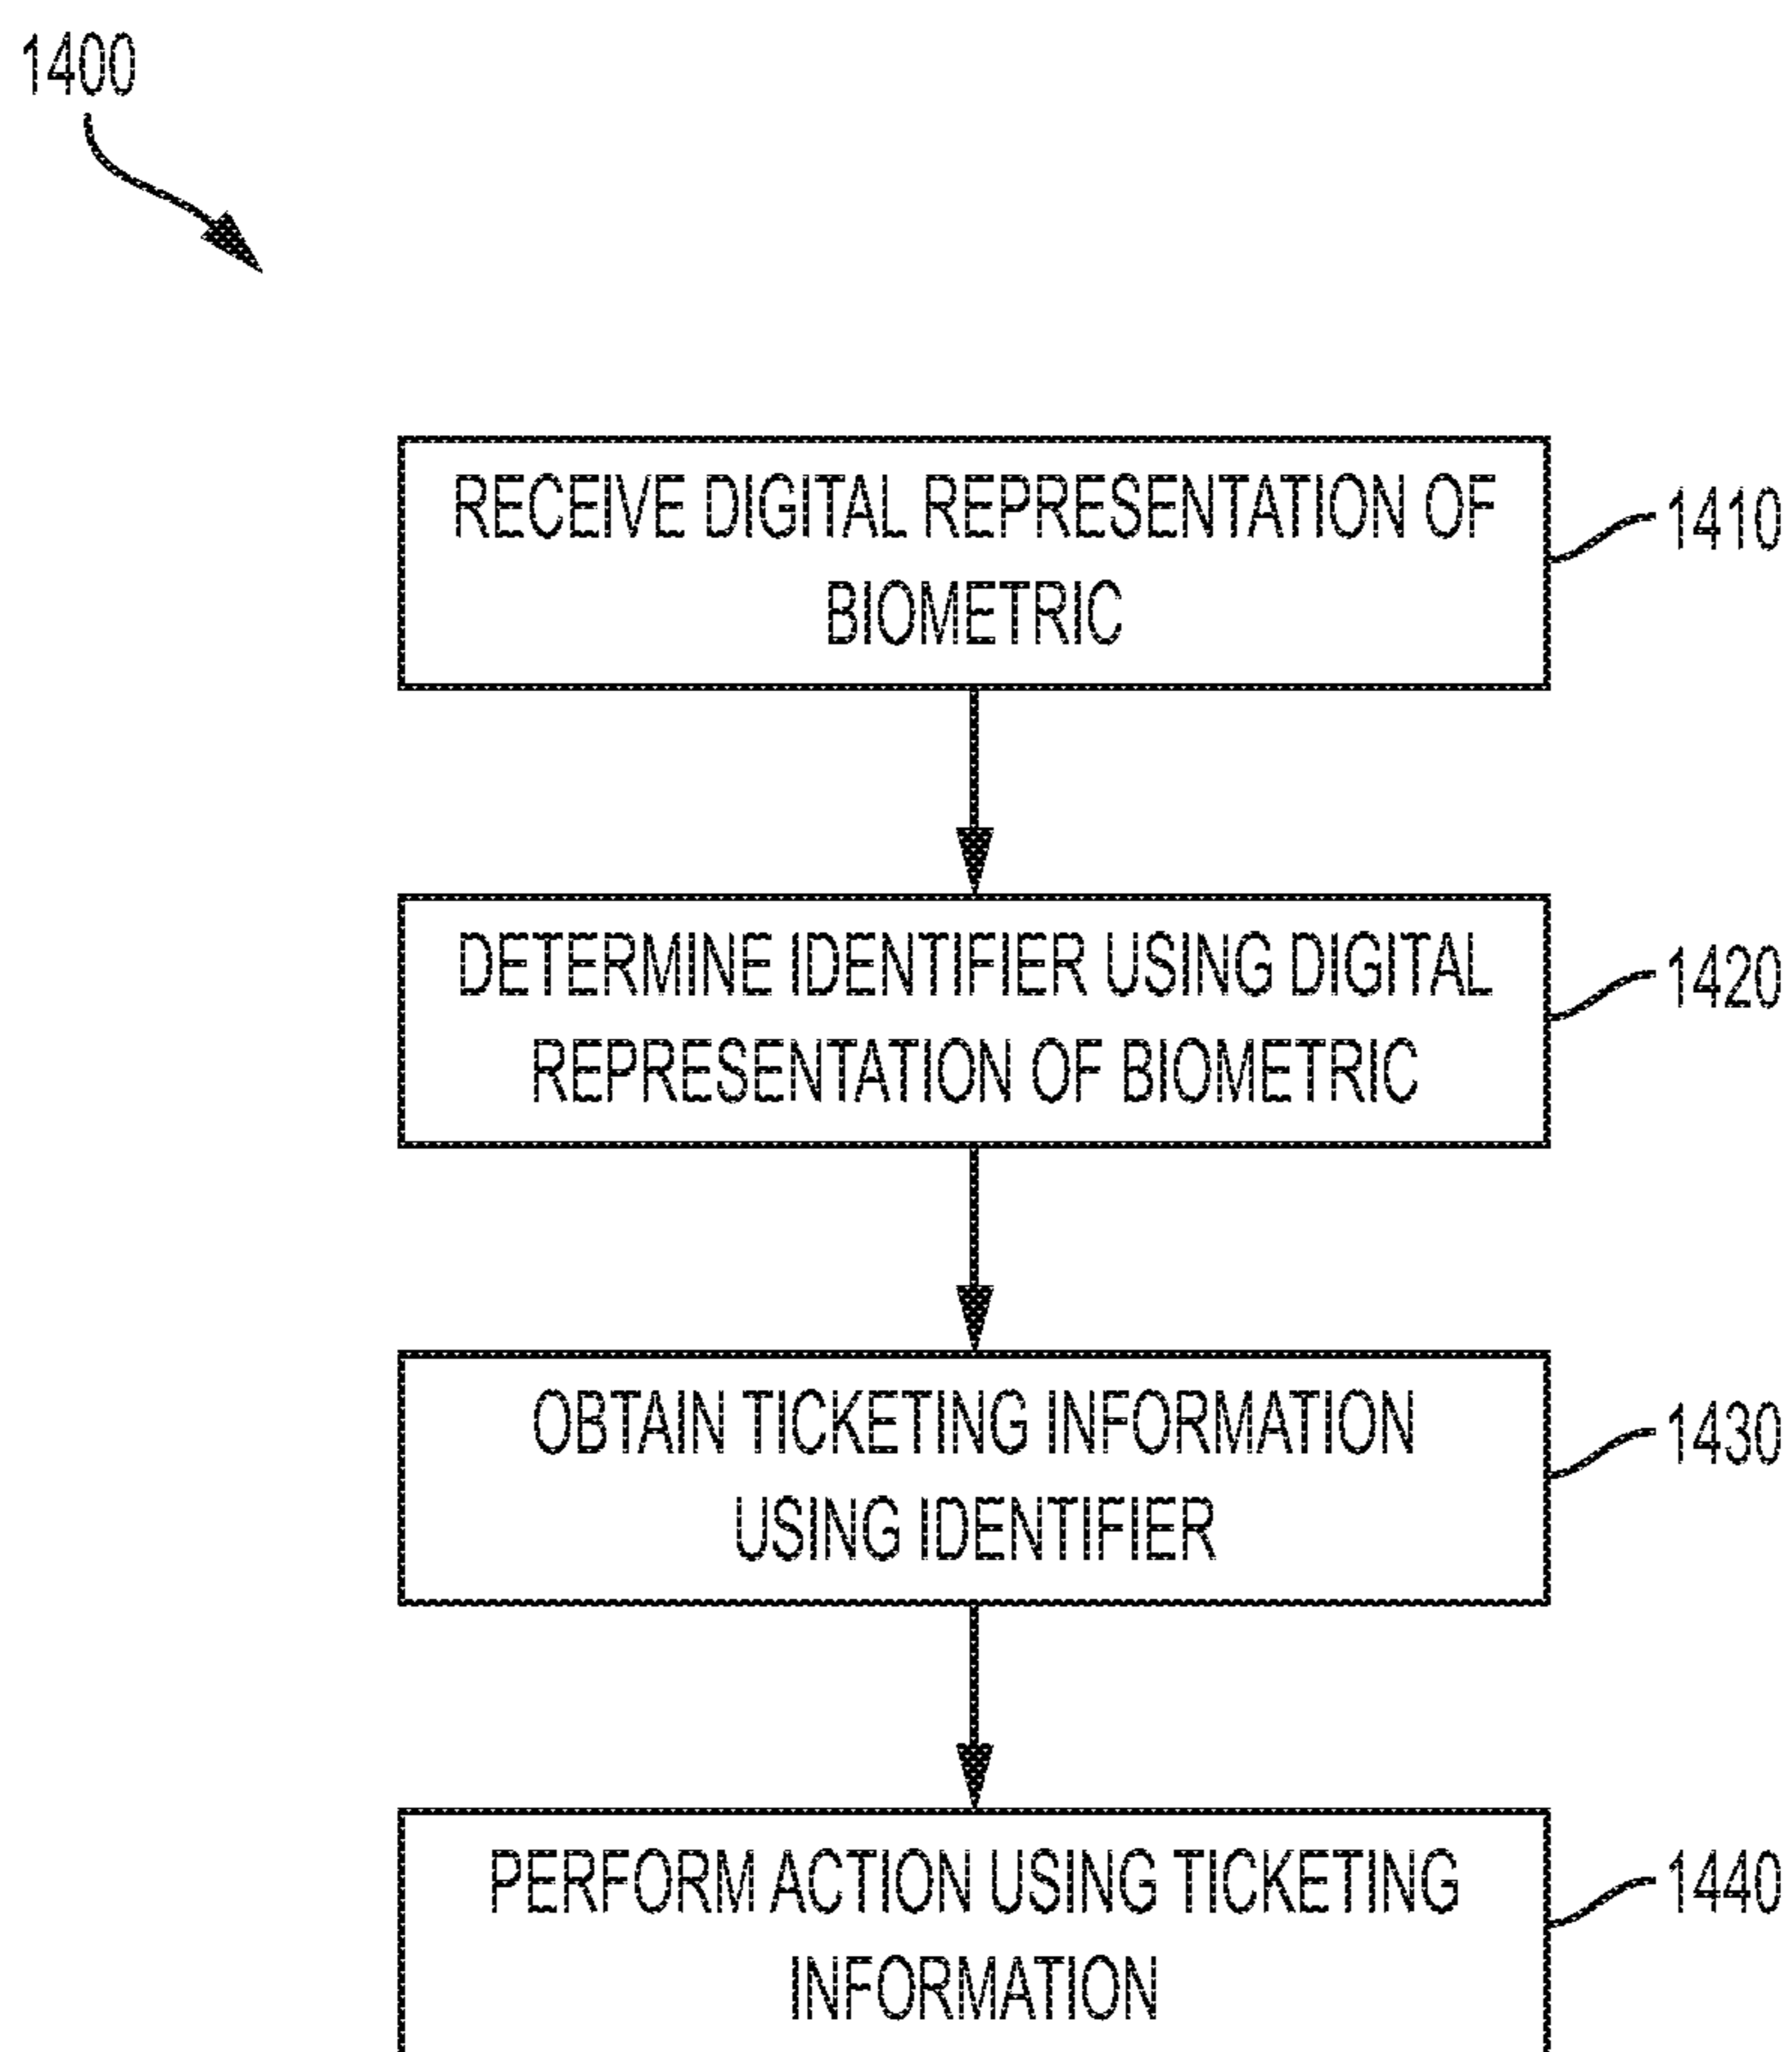 1400
RECEIVE DIGITAL REPRESENTATION OF
BIOMETRIC
1410
DETERMINE IDENTIFIER USING DIGITAL
REPRESENTATION OF BIOMETRIC
1420
OBTAIN TICKETING INFORMATION
USING IDENTIFIER
1430
PERFORM ACTION USING TICKETING
INFORMATION
1440